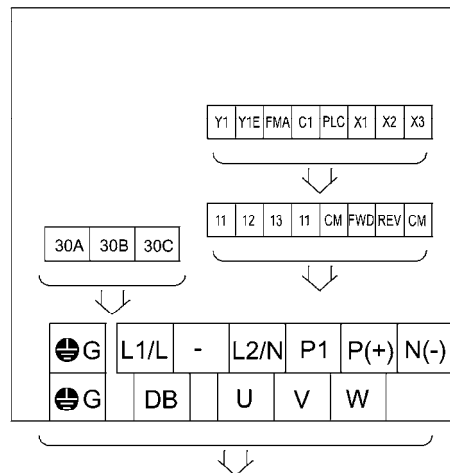 Y1 Y1E FMA C1 PLC X1 X2 X3
11 12 13 11 CM FWD REV CM
30A 30B 30C
G L1/L - L2/N P1 P(+) N(-)
G DB U V W